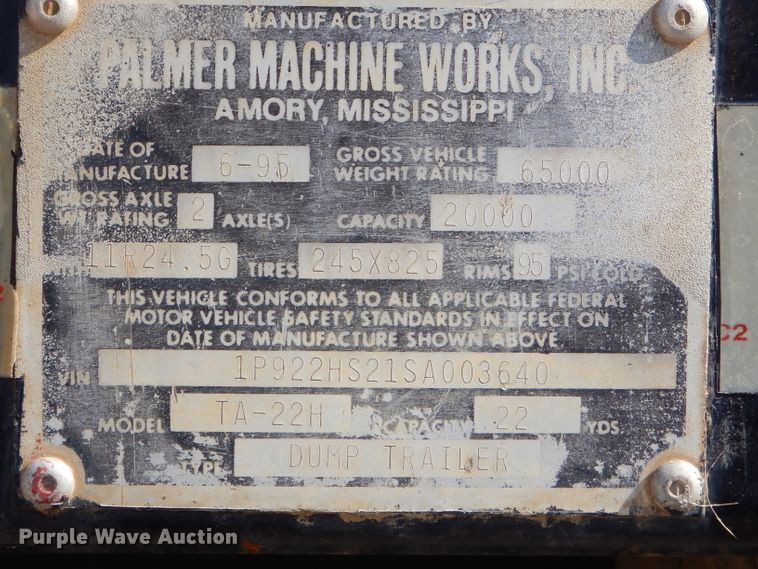 MANUFACTURED BY
PALMER MACHINE WORKS, INC.
AMORY, MISSISSIPPI
DATE OF MANUFACTURE 6-95 GROSS VEHICLE WEIGHT RATING 65000
GROSS AXLE WT. RATING 2 AXLE(S) CAPACITY 20000
11R24.5G TIRES 245X825 RIMS 95 PSI COLD
THIS VEHICLE CONFORMS TO ALL APPLICABLE FEDERAL
MOTOR VEHICLE SAFETY STANDARDS IN EFFECT ON
DATE OF MANUFACTURE SHOWN ABOVE
VIN 1P922HS21SA003640
MODEL TA-22H CAPACITY 22 YDS.
TYPE DUMP TRAILER
C2
Purple Wave Auction